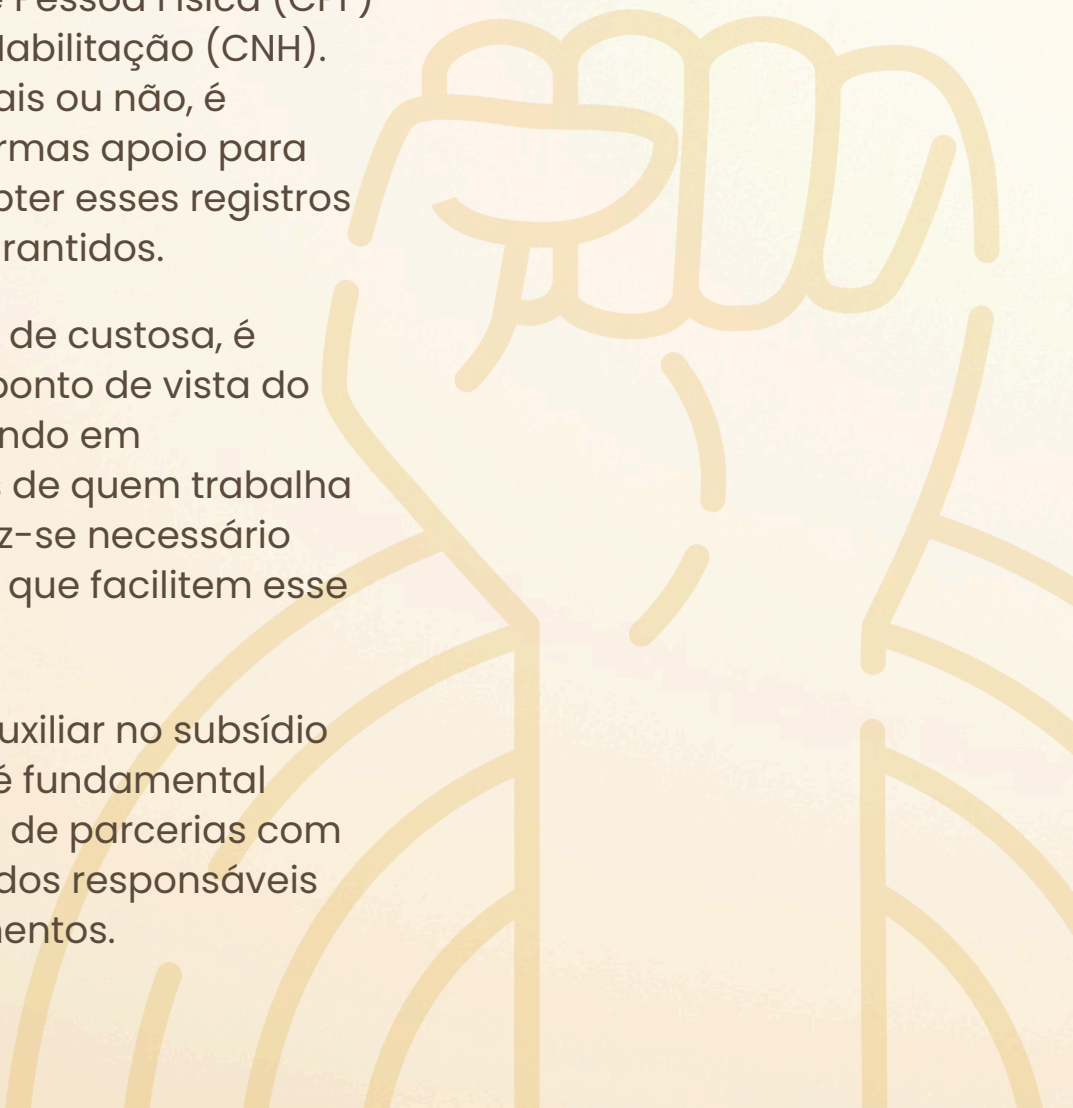 Pessoa Física (CPF)
Habilitação (CNH).
ais ou não, é
rmas apoio para
oter esses registros
rantidos.
de custosa, é
ponto de vista do
ndo em
s de quem trabalha
z-se necessário
que facilitem esse
uxiliar no subsídio
é fundamental
de parcerias com
dos responsáveis
mentos.